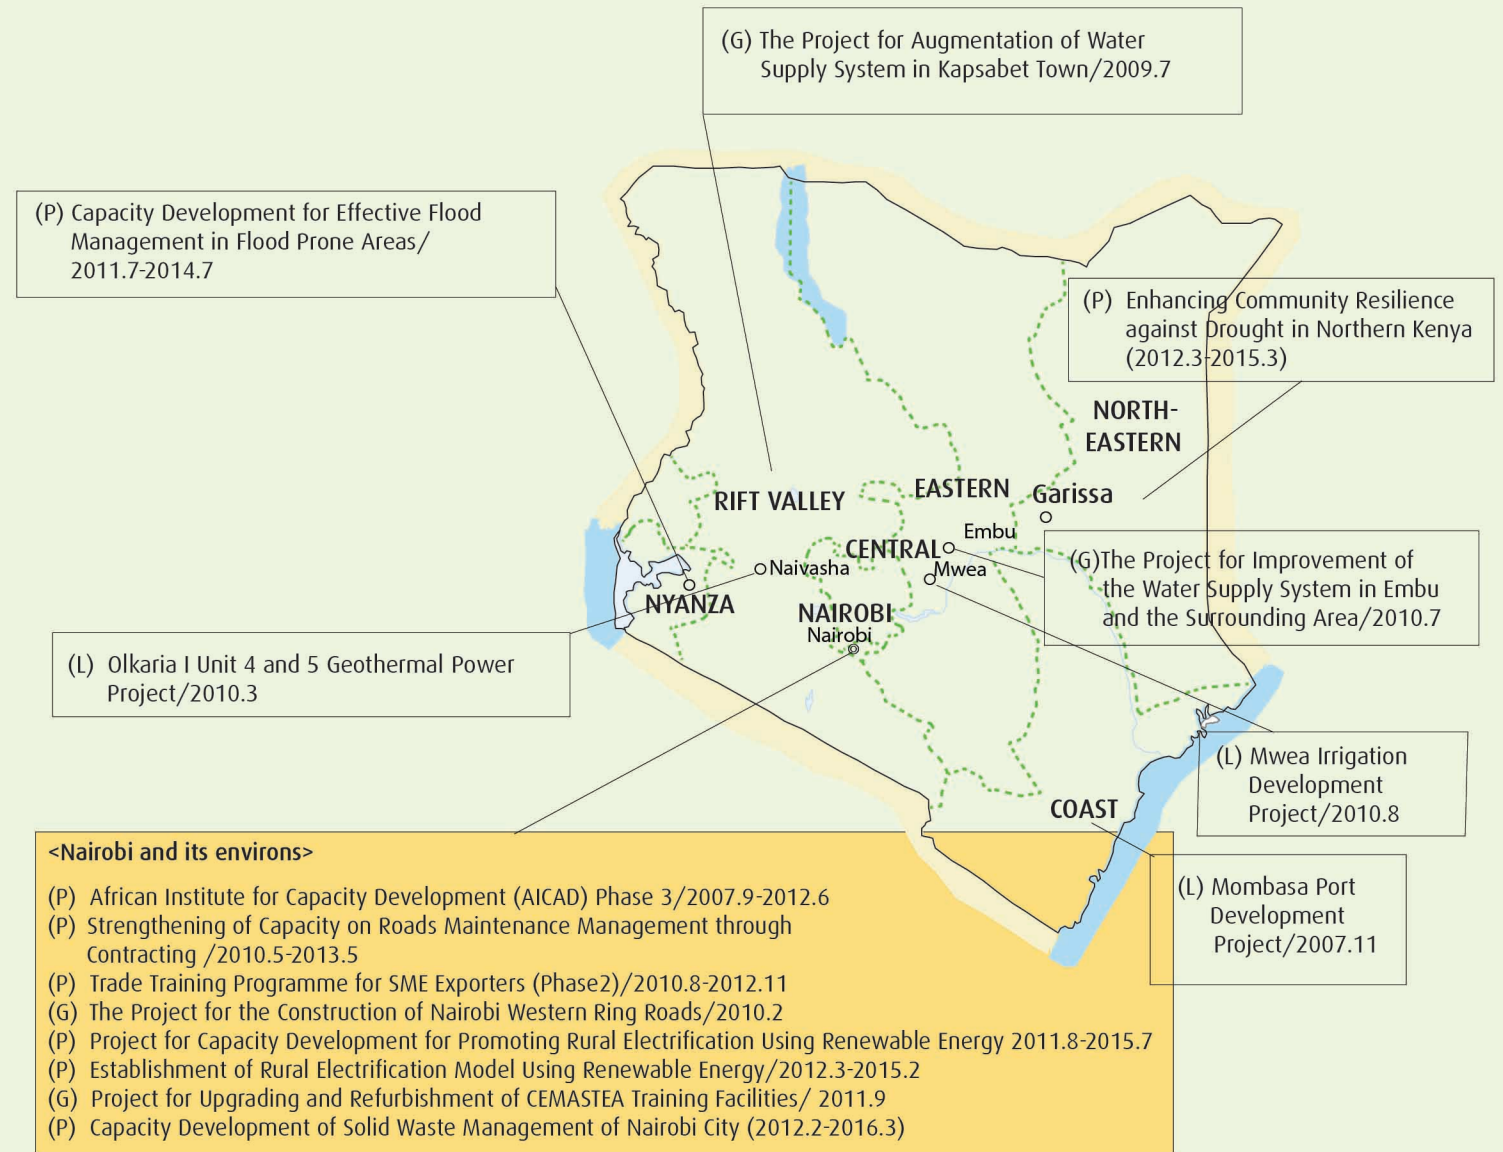 (G) The Project for Augmentation of Water
Supply System in Kapsabet Town/2009.7
(P) Capacity Development for Effective Flood
Management in Flood Prone Areas/
2011.7-2014.7
(P) Enhancing Community Resilience
against Drought in Northern Kenya
(2012.3-2015.3)
NORTH-
EASTERN
RIFT VALLEY
EASTERN
Garissa
Embu
CENTRAL
Naivasha
Mwea
(G)The Project for Improvement of
the Water Supply System in Embu
and the Surrounding Area/2010.7
NYANZA
NAIROBI
Nairobi
(L) Olkaria I Unit 4 and 5 Geothermal Power
Project/2010.3
(L) Mwea Irrigation
Development
Project/2010.8
COAST
(L) Mombasa Port
Development
Project/2007.11
<Nairobi and its environs>
(P) African Institute for Capacity Development (AICAD) Phase 3/2007.9-2012.6
(P) Strengthening of Capacity on Roads Maintenance Management through
Contracting /2010.5-2013.5
(P) Trade Training Programme for SME Exporters (Phase2)/2010.8-2012.11
(G) The Project for the Construction of Nairobi Western Ring Roads/2010.2
(P) Project for Capacity Development for Promoting Rural Electrification Using Renewable Energy 2011.8-2015.7
(P) Establishment of Rural Electrification Model Using Renewable Energy/2012.3-2015.2
(G) Project for Upgrading and Refurbishment of CEMASTEA Training Facilities/ 2011.9
(P) Capacity Development of Solid Waste Management of Nairobi City (2012.2-2016.3)